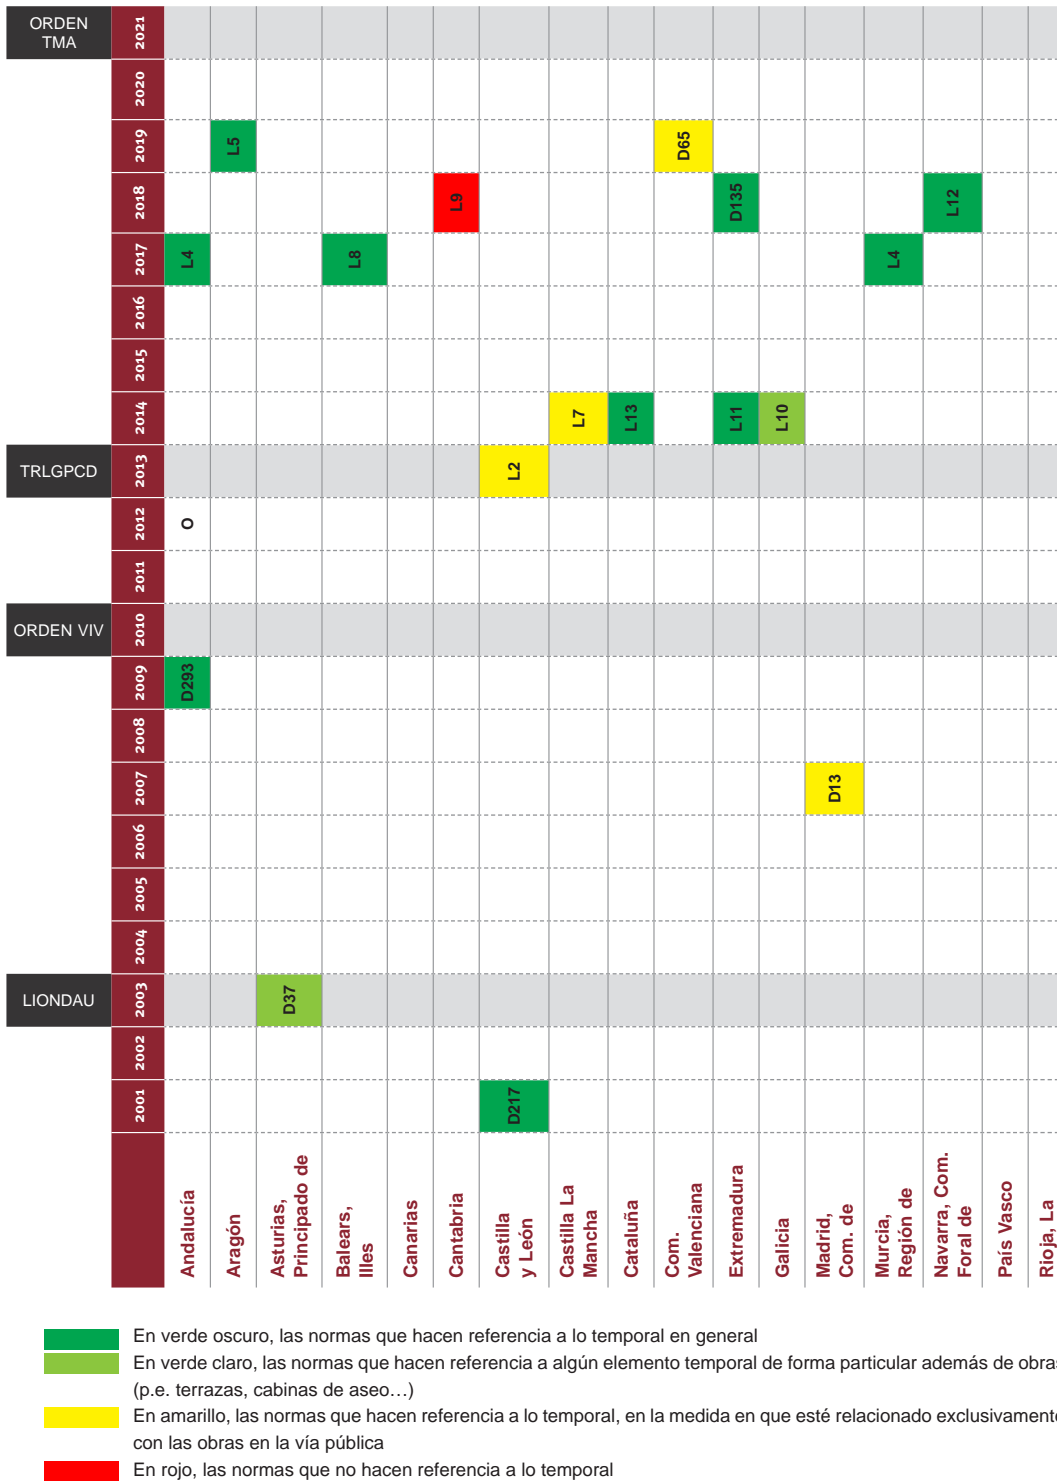 ORDEN
TMA
2021
2020
2019
L5
D65
2018
L9
D135
L12
2017
L4
L8
L4
2016
2015
2014
L7
L13
L11
L10
TRLGPCD
2013
L2
2012
O
2011
ORDEN VIV
2010
2009
D293
2008
2007
D13
2006
2005
2004
LIONDAU
2003
D37
2002
2001
D217
Andalucía
Aragón
Asturias,
Principado de
Balears,
Illes
Canarias
Cantabria
Castilla
y León
Castilla La
Mancha
Cataluña
Com.
Valenciana
Extremadura
Galicia
Madrid,
Com. de
Murcia,
Región de
Navarra, Com.
Foral de
País Vasco
Rioja, La
En verde oscuro, las normas que hacen referencia a lo temporal en general
En verde claro, las normas que hacen referencia a algún elemento temporal de forma particular además de obras
(p.e. terrazas, cabinas de aseo…)
En amarillo, las normas que hacen referencia a lo temporal, en la medida en que esté relacionado exclusivamente
con las obras en la vía pública
En rojo, las normas que no hacen referencia a lo temporal